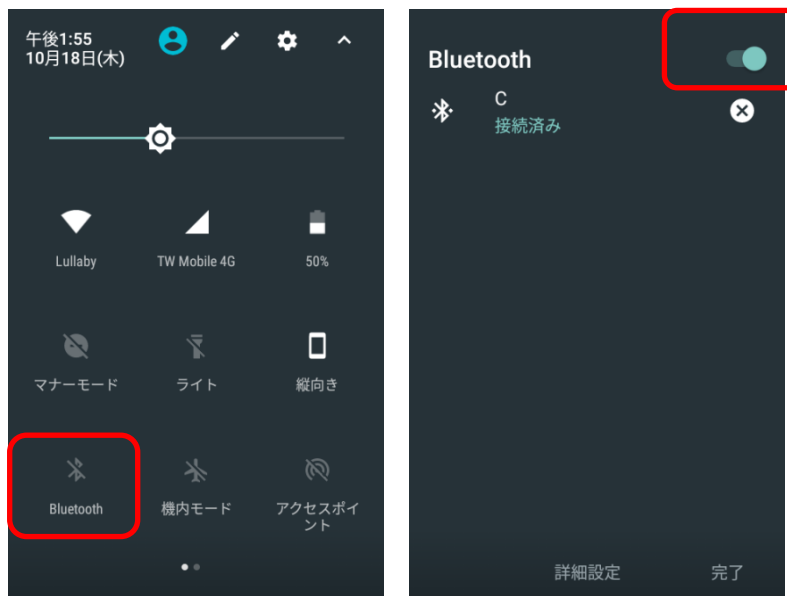 午後1:55
10月18日(木)
Lullaby
TW Mobile 4G
50%
マナーモード
ライト
縦向き
Bluetooth
機内モード
アクセスポイ
ント
Bluetooth
C
接続済み
詳細設定
完了